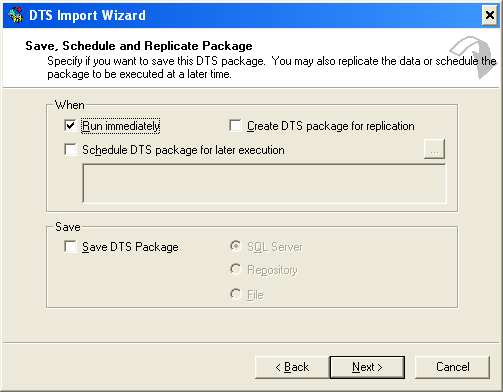 DTS Import Wizard
Save, Schedule and Replicate Package
Specify if you want to save this DTS package. You may also replicate the data or schedule the
package to be executed at a later time.
When
Run immediately
Create DTS package for replication
Schedule DTS package for later execution
...
Save
Save DTS Package
SQL Server
Repository
File
< Back
Next >
Cancel